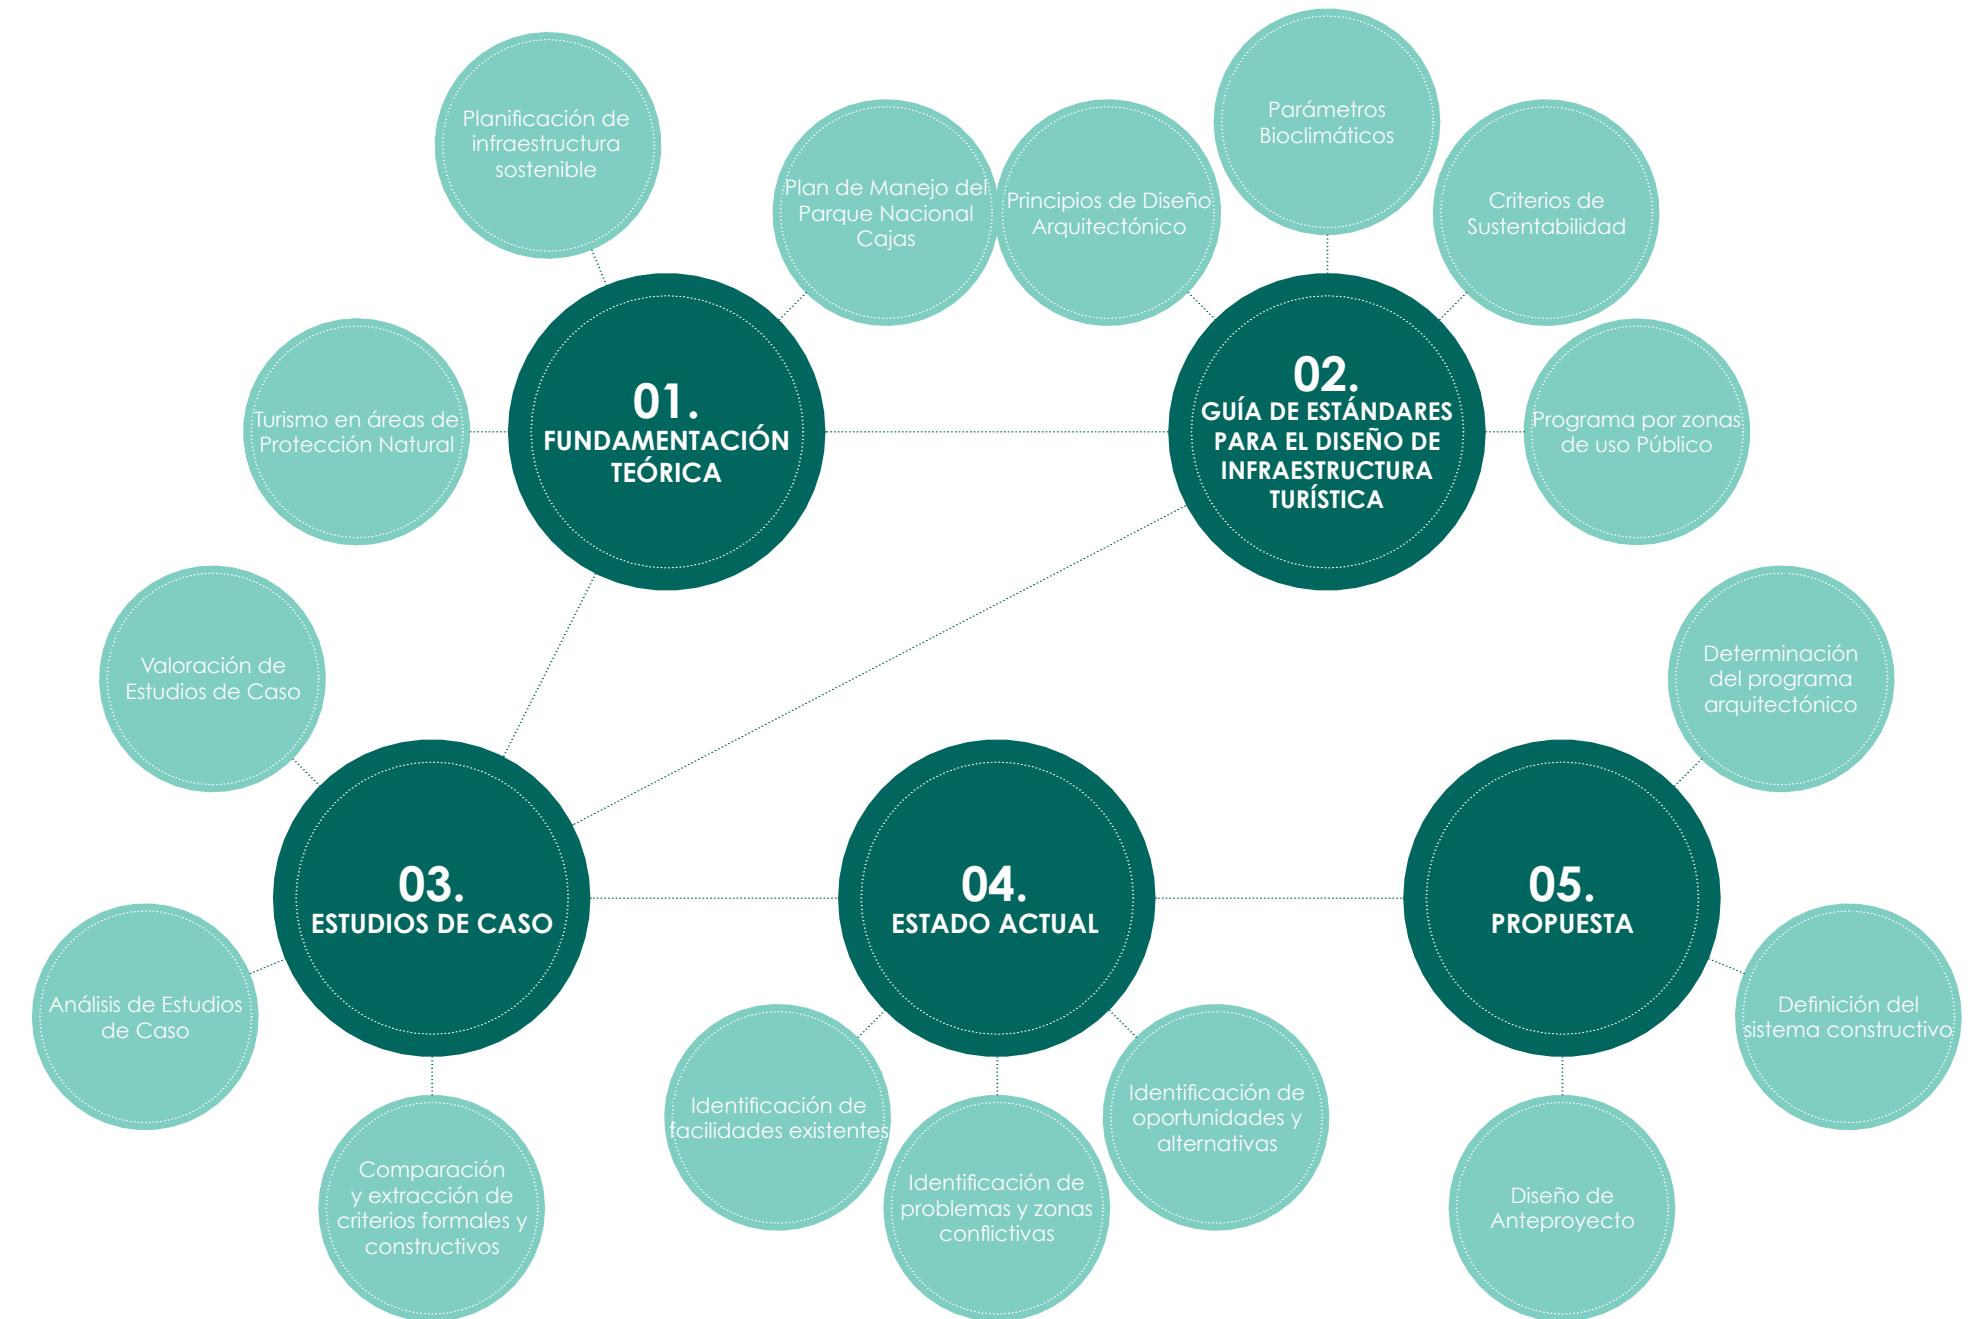 Planificación de
infraestructura
sostenible
Plan de Manejo del
Parque Nacional
Cajas
Turismo en áreas de
Protección Natural
01.
FUNDAMENTACIÓN
TEÓRICA
Principios de Diseño
Arquitectónico
Parámetros
Bioclimáticos
Criterios de
Sustentabilidad
Programa por zonas
de uso Público
02.
GUÍA DE ESTÁNDARES
PARA EL DISEÑO DE
INFRAESTRUCTURA
TURÍSTICA
Valoración de
Estudios de Caso
03.
ESTUDIOS DE CASO
Análisis de Estudios
de Caso
Comparación
y extracción de
criterios formales y
constructivos
04.
ESTADO ACTUAL
Identificación de
facilidades existentes
Identificación de
problemas y zonas
conflictivas
Identificación de
oportunidades y
alternativas
Determinación
del programa
arquitectónico
05.
PROPUESTA
Definición del
sistema constructivo
Diseño de
Anteproyecto